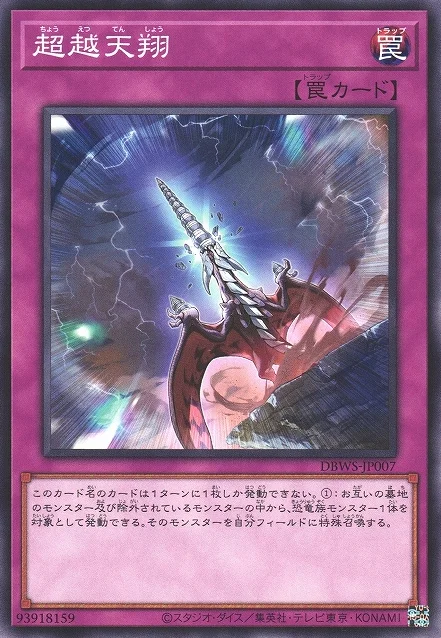 超越天翔
ちょう えつ てん しょう
罠
トラップ
【罠カード】
トラップ
DBWS-JP007
このカード名のカードは1ターンに1枚しか発動できない。①:お互いの墓地
のモンスター及び除外されているモンスターの中から、恐竜族モンスター1体を
対象として発動できる。そのモンスターを自分フィールドに特殊召喚する。
93918159
©スタジオ・ダイス/集英社・テレビ東京・KONAMI